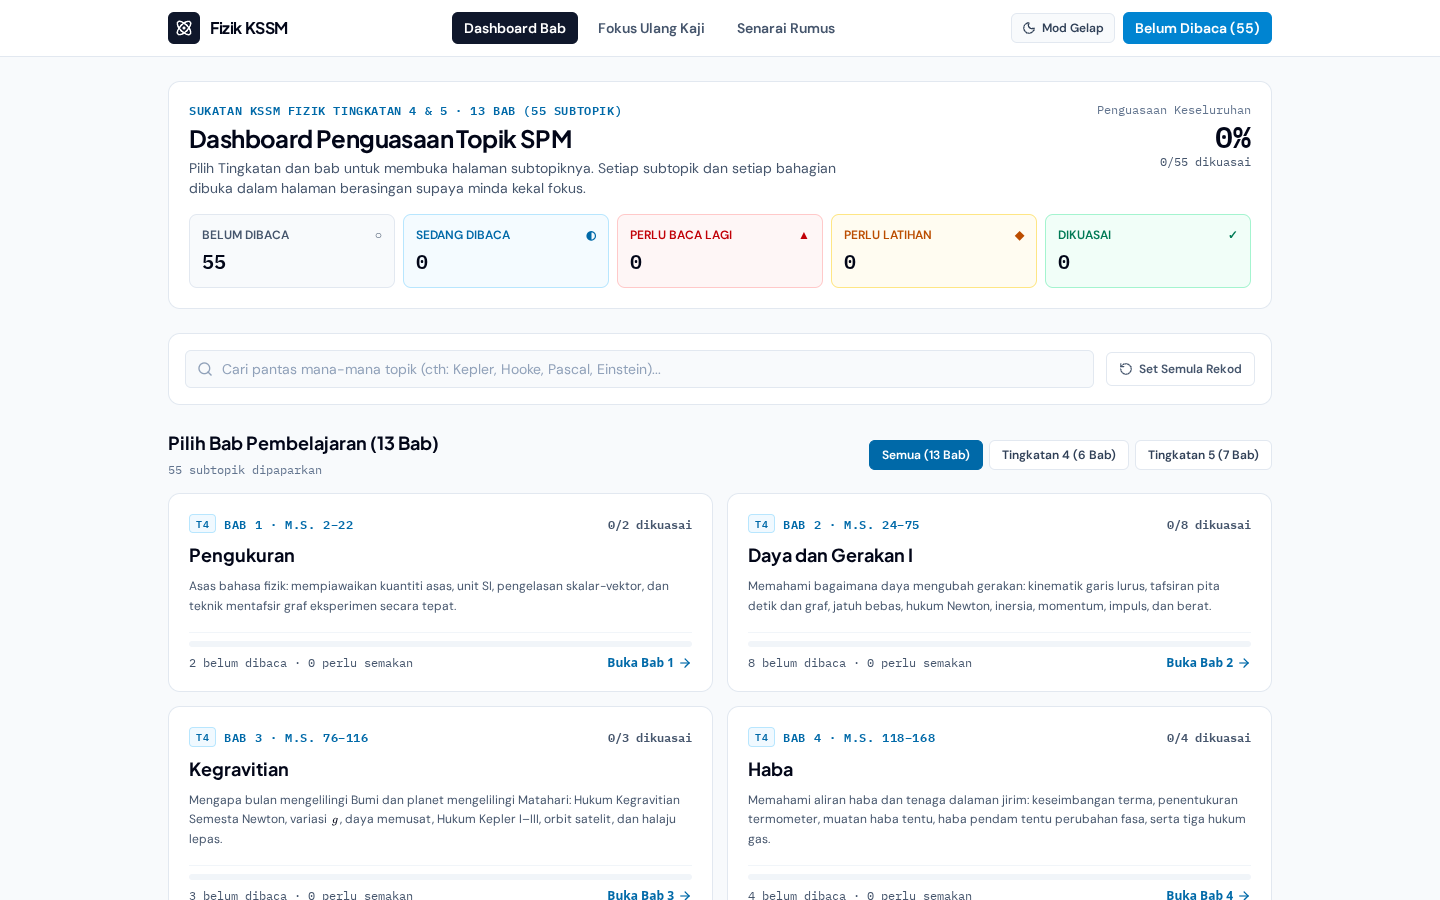 Fizik KSSM
Dashboard Bab
Fokus Ulang Kaji
Senarai Rumus
Mod Gelap
Belum Dibaca (55)
SUKATAN KSSM FIZIK TINGKATAN 4 & 5 · 13 BAB (55 SUBTOPIK)
Dashboard Penguasaan Topik SPM
Pilih Tingkatan dan bab untuk membuka halaman subtopiknya. Setiap subtopik dan setiap bahagian
dibuka dalam halaman berasingan supaya minda kekal fokus.
Penguasaan Keseluruhan
0%
0/55 dikuasai
BELUM DIBACA ○
55
SEDANG DIBACA ◐
0
PERLU BACA LAGI ▲
0
PERLU LATIHAN ◆
0
DIKUASAI ✓
0
Cari pantas mana-mana topik (cth: Kepler, Hooke, Pascal, Einstein)...
Set Semula Rekod
Pilih Bab Pembelajaran (13 Bab)
55 subtopik dipaparkan
Semua (13 Bab)
Tingkatan 4 (6 Bab)
Tingkatan 5 (7 Bab)
T4 BAB 1 · M.S. 2–22
0/2 dikuasai
Pengukuran
Asas bahasa fizik: mempiawaikan kuantiti asas, unit SI, pengelasan skalar-vektor, dan
teknik mentafsir graf eksperimen secara tepat.
2 belum dibaca · 0 perlu semakan
Buka Bab 1 →
T4 BAB 2 · M.S. 24–75
0/8 dikuasai
Daya dan Gerakan I
Memahami bagaimana daya mengubah gerakan: kinematik garis lurus, tafsiran pita
detik dan graf, jatuh bebas, hukum Newton, inersia, momentum, impuls, dan berat.
8 belum dibaca · 0 perlu semakan
Buka Bab 2 →
T4 BAB 3 · M.S. 76–116
0/3 dikuasai
Kegravitian
Mengapa bulan mengelilingi Bumi dan planet mengelilingi Matahari: Hukum Kegravitian
Semesta Newton, variasi g, daya memusat, Hukum Kepler I–III, orbit satelit, dan halaju
lepas.
3 belum dibaca · 0 perlu semakan
Buka Bab 3 →
T4 BAB 4 · M.S. 118–168
0/4 dikuasai
Haba
Memahami aliran haba dan tenaga dalaman jirim: keseimbangan terma, penentukuran
termometer, muatan haba tentu, haba pendam tentu perubahan fasa, serta tiga hukum
gas.
4 belum dibaca · 0 perlu semakan
Buka Bab 4 →